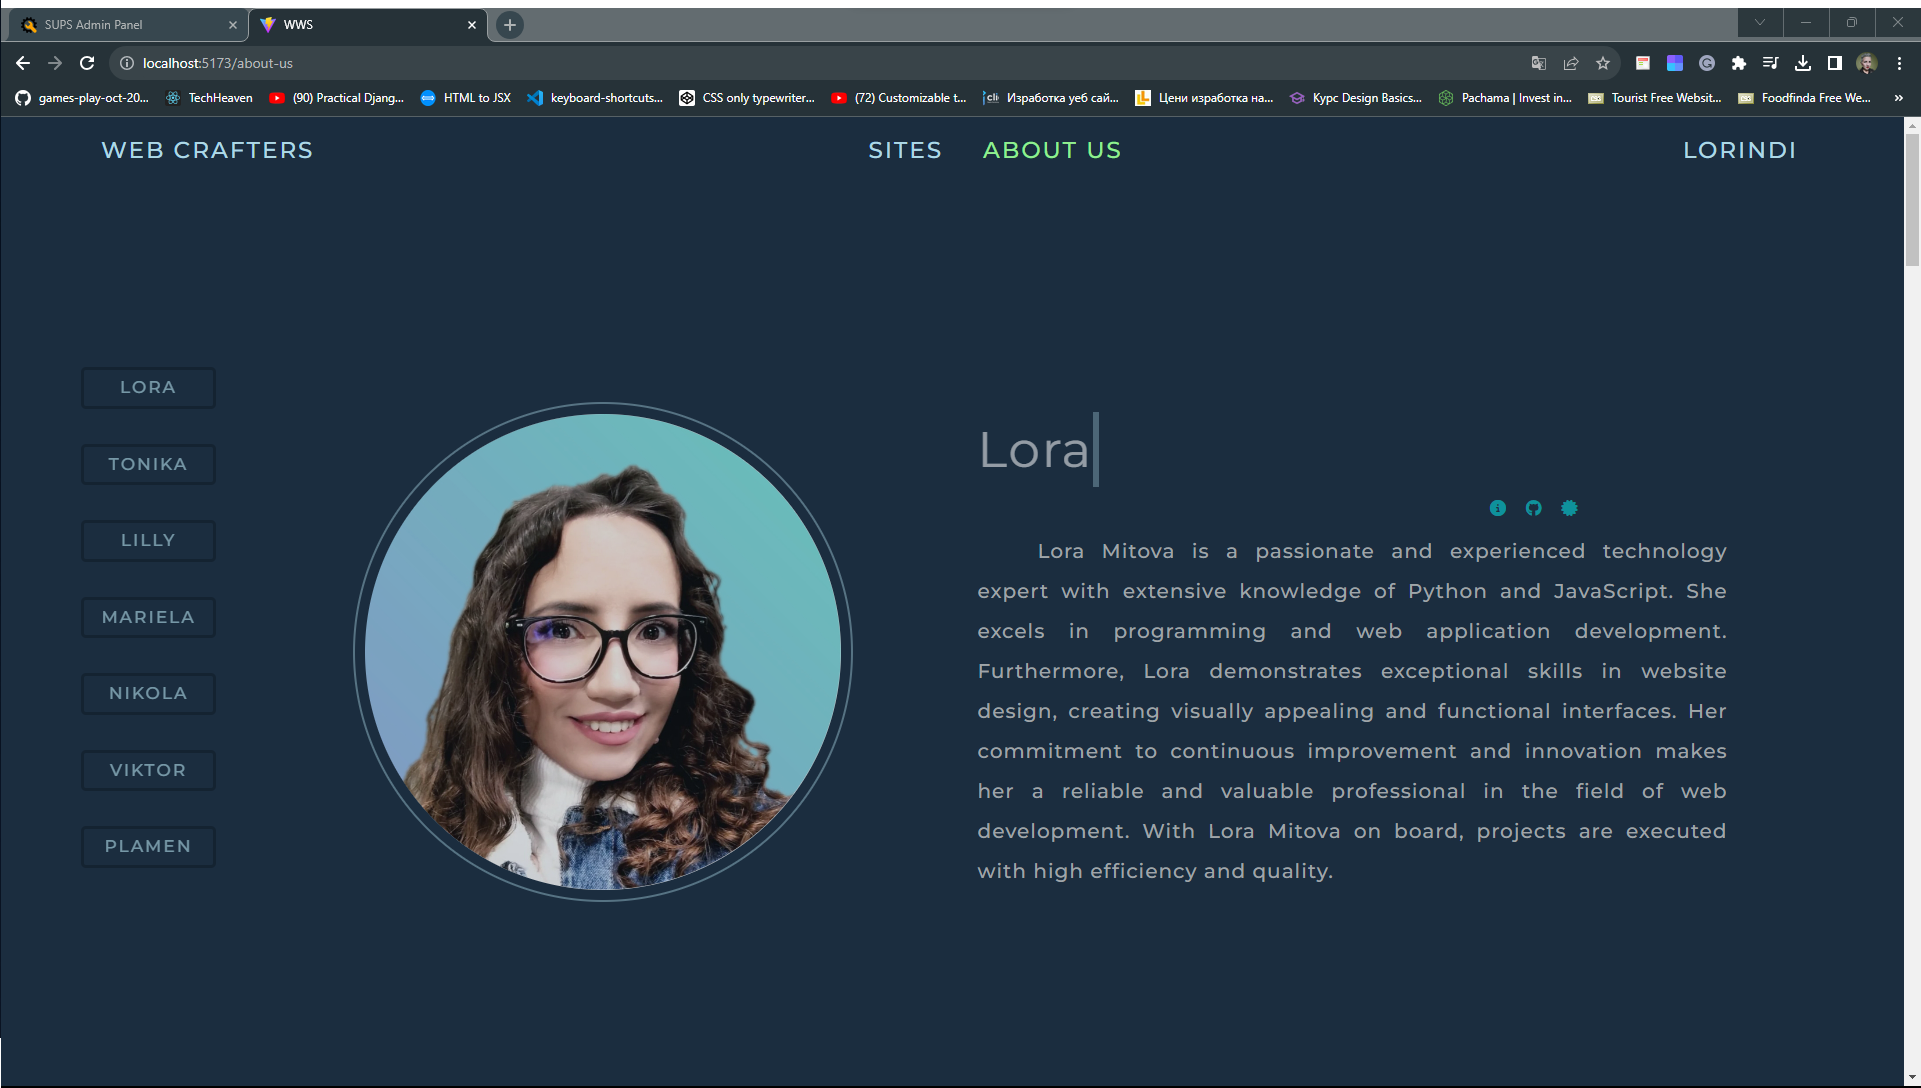 SUPS Admin Panel
WWS
localhost:5173/about-us
games-play-oct-20...
TechHeaven
(90) Practical Djang...
HTML to JSX
keyboard-shortcuts...
CSS only typewriter...
(72) Customizable t...
Изработка уеб сай...
Цени изработка на...
Курс Design Basics...
Pachama | Invest in...
Tourist Free Websit...
Foodfinda Free We...
»
WEB CRAFTERS
SITES
ABOUT US
LORINDI
LORA
TONIKA
LILLY
MARIELA
NIKOLA
VIKTOR
PLAMEN
Lora
Lora Mitova is a passionate and experienced technology
expert with extensive knowledge of Python and JavaScript. She
excels in programming and web application development.
Furthermore, Lora demonstrates exceptional skills in website
design, creating visually appealing and functional interfaces. Her
commitment to continuous improvement and innovation makes
her a reliable and valuable professional in the field of web
development. With Lora Mitova on board, projects are executed
with high efficiency and quality.